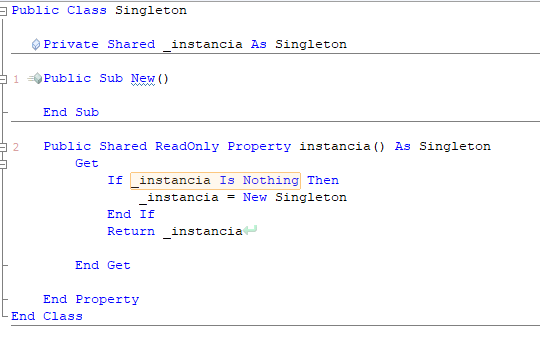 Public Class Singleton
Private Shared _instancia As Singleton
1 Public Sub New()
End Sub
2 Public Shared ReadOnly Property instancia() As Singleton
Get
If _instancia Is Nothing Then
_instancia = New Singleton
End If
Return _instancia
End Get
End Property
End Class